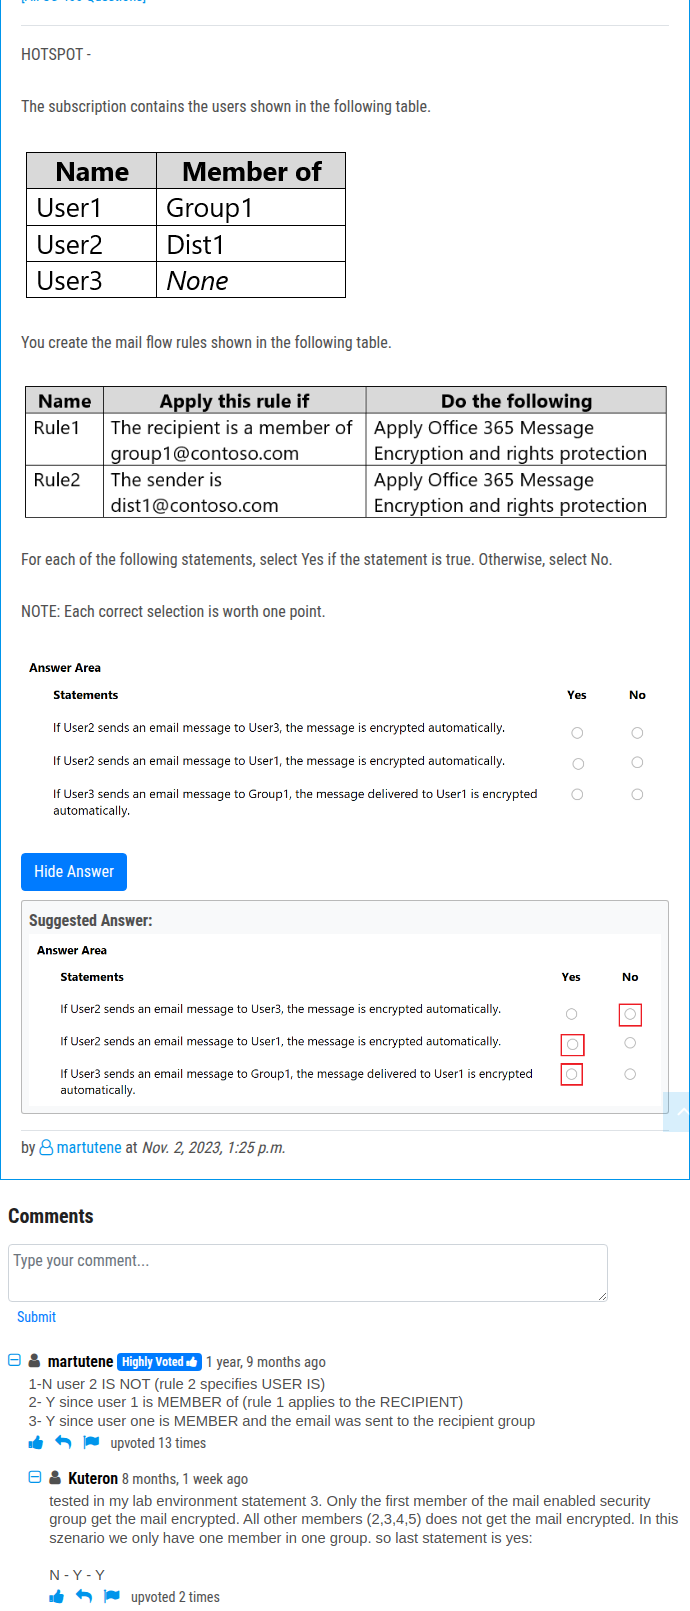 HOTSPOT -
The subscription contains the users shown in the following table.
Name Member of
User1 Group1
User2 Dist1
User3 None
You create the mail flow rules shown in the following table.
Name Apply this rule if Do the following
Rule1 The recipient is a member of Apply Office 365 Message
group1@contoso.com Encryption and rights protection
Rule2 The sender is Apply Office 365 Message
dist1@contoso.com Encryption and rights protection
For each of the following statements, select Yes if the statement is true. Otherwise, select No.
NOTE: Each correct selection is worth one point.
Answer Area
Statements Yes No
If User2 sends an email message to User3, the message is encrypted automatically.
If User2 sends an email message to User1, the message is encrypted automatically.
If User3 sends an email message to Group1, the message delivered to User1 is encrypted
automatically.
Hide Answer
Suggested Answer:
Answer Area
Statements Yes No
If User2 sends an email message to User3, the message is encrypted automatically.
If User2 sends an email message to User1, the message is encrypted automatically.
If User3 sends an email message to Group1, the message delivered to User1 is encrypted
automatically.
by martutene at Nov. 2, 2023, 1:25 p.m.
Comments
Type your comment...
Submit
martutene Highly Voted 1 year, 9 months ago
1-N user 2 IS NOT (rule 2 specifies USER IS)
2- Y since user 1 is MEMBER of (rule 1 applies to the RECIPIENT)
3- Y since user one is MEMBER and the email was sent to the recipient group
upvoted 13 times
Kuteron 8 months, 1 week ago
tested in my lab environment statement 3. Only the first member of the mail enabled security
group get the mail encrypted. All other members (2,3,4,5) does not get the mail encrypted. In this
szenario we only have one member in one group. so last statement is yes:
N - Y - Y
upvoted 2 times